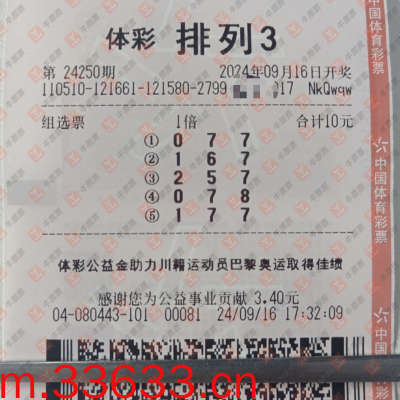 体彩 排列3
第 24250期 2024年09月16日开奖
110510-121661-121580-2799 17 NkQwqw
组选票 1倍 合计10元
① 0 7 7
② 1 6 7
③ 2 5 7
④ 0 7 8
⑤ 1 7 7
体彩公益金助力川籍运动员巴黎奥运取得佳绩
感谢您为公益事业贡献 3.40元
04-080443-101 00081 24/09/16 17:32:09
m.33633.cn
中国体育彩票
中国体育彩票
中国体育彩票